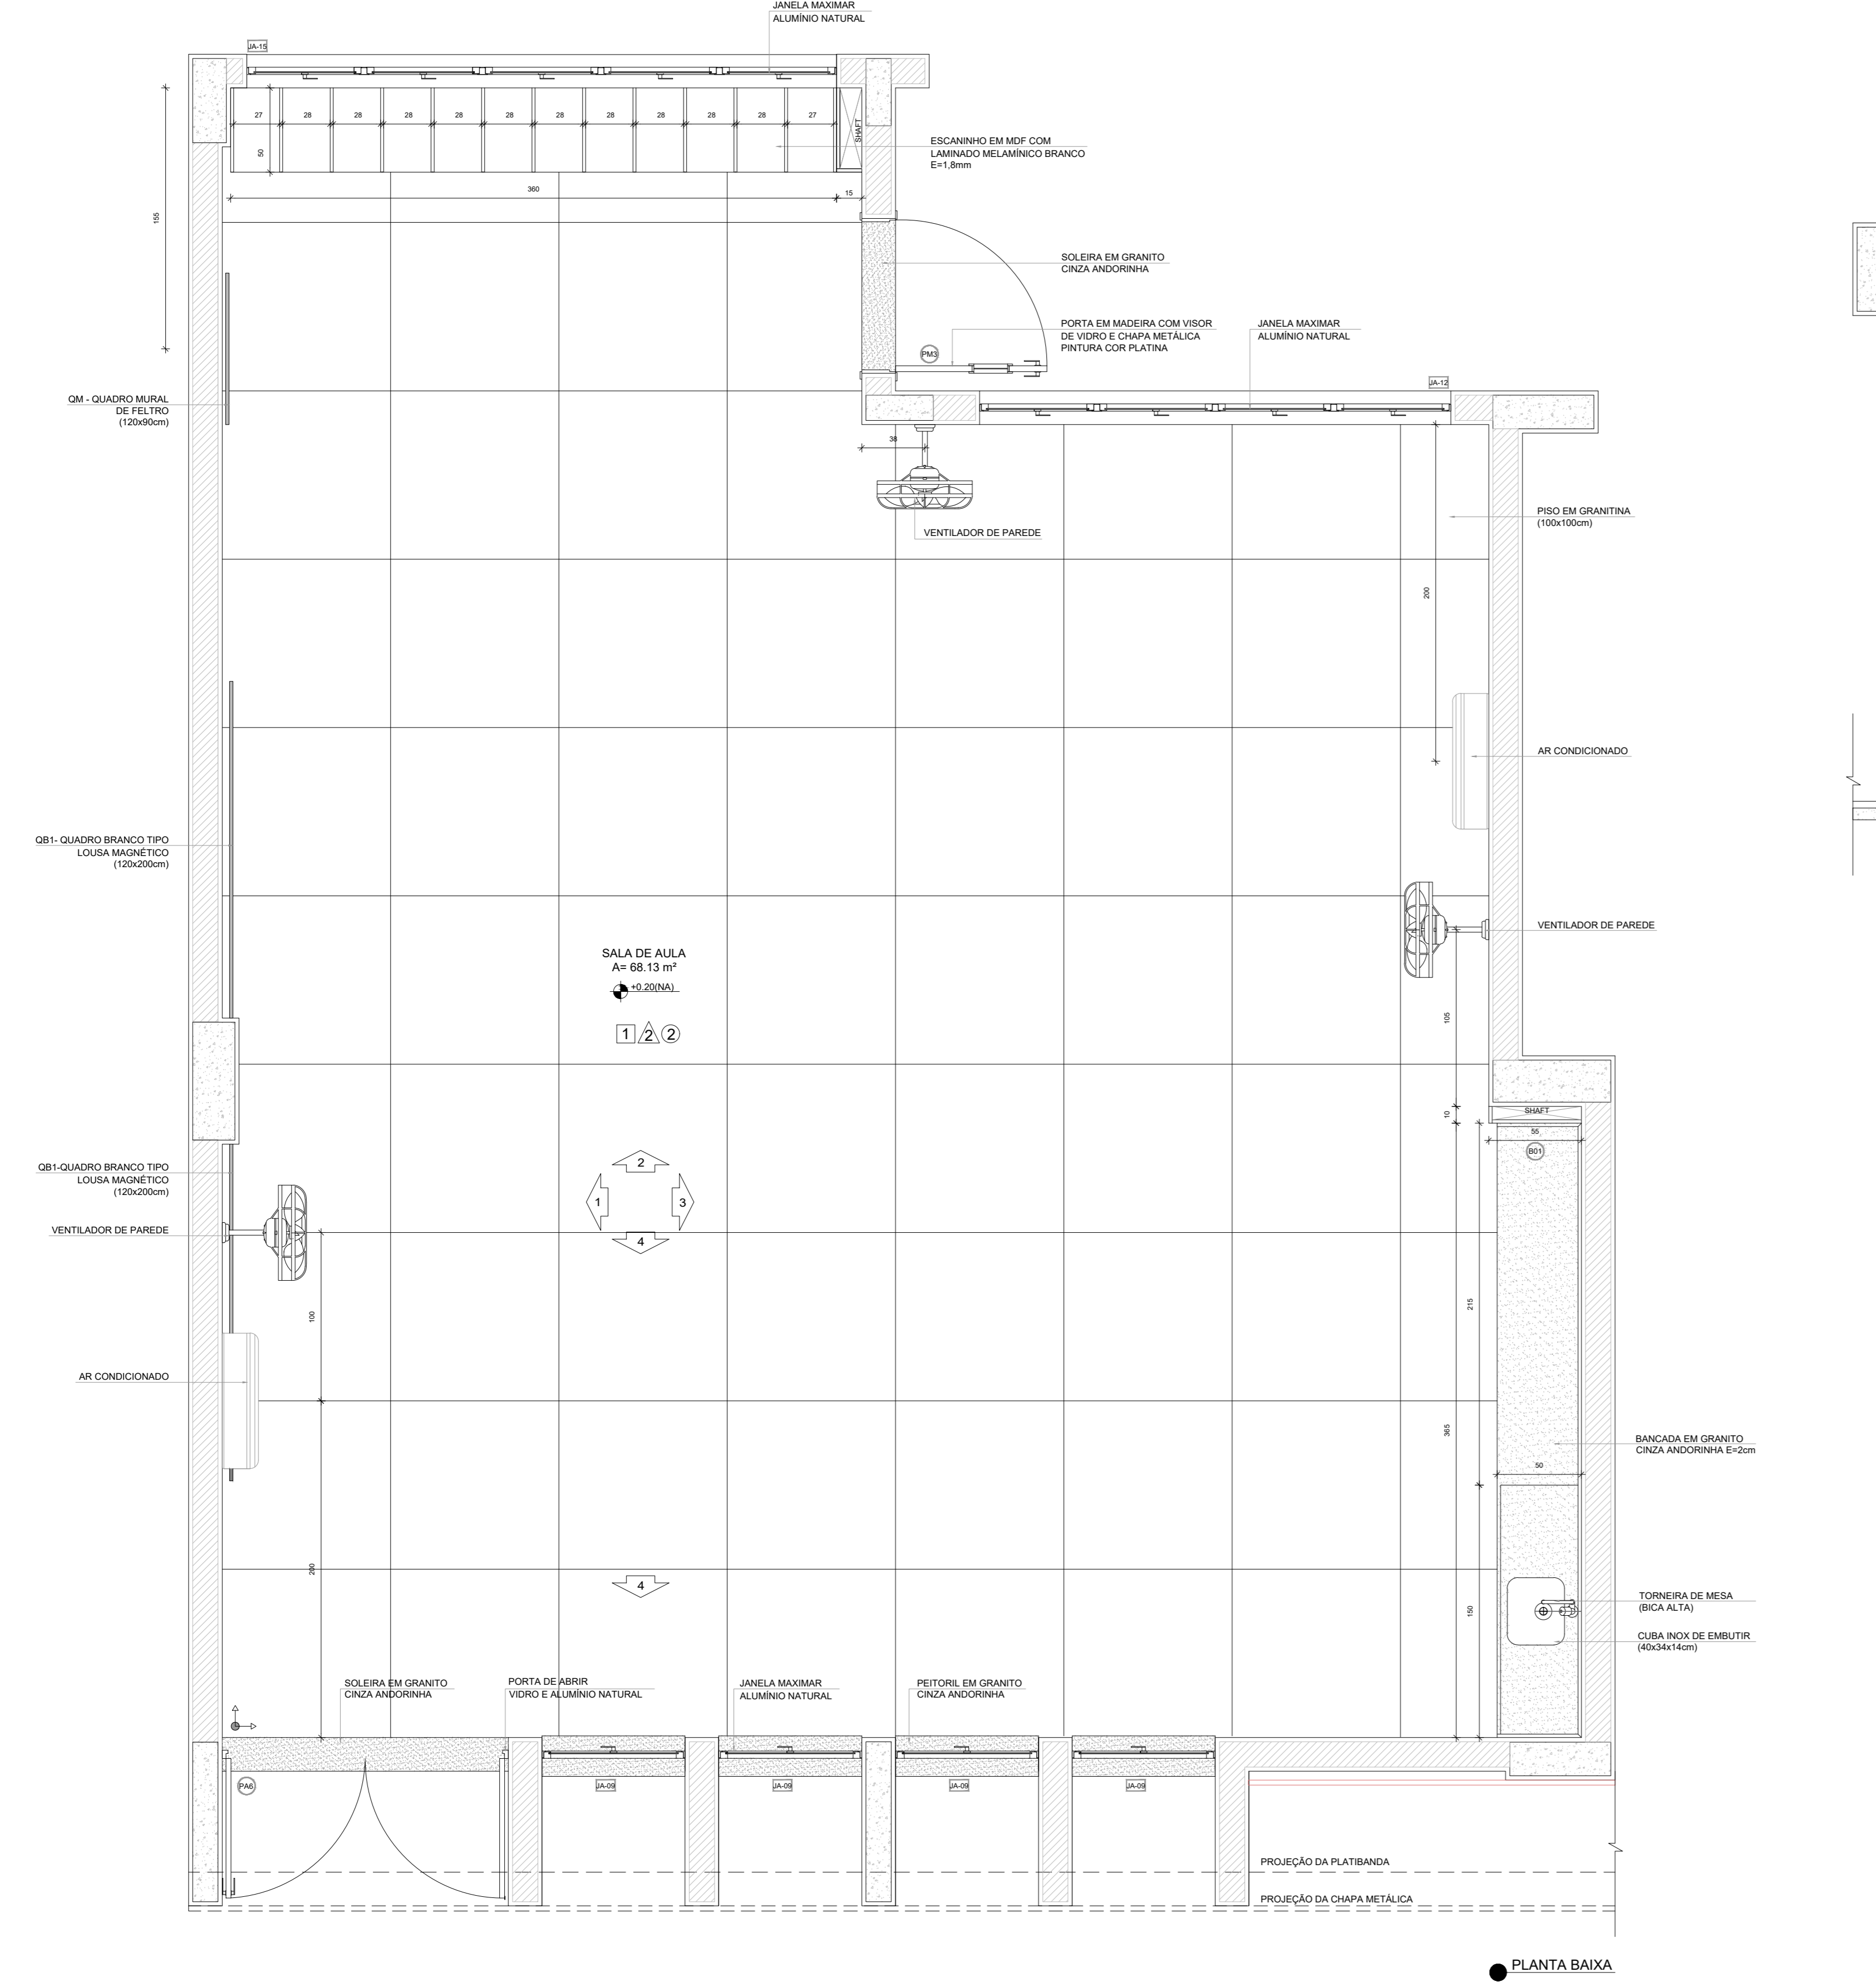 JANELA MAXIMAR
ALUMÍNIO NATURAL
JA-15
27
28
28
28
28
28
28
28
28
28
28
27
SHAFT
50
ESCANINHO EM MDF COM
LAMINADO MELAMÍNICO BRANCO
E=1,8mm
360
15
155
SOLEIRA EM GRANITO
CINZA ANDORINHA
PORTA EM MADEIRA COM VISOR
DE VIDRO E CHAPA METÁLICA
PINTURA COR PLATINA
PM3
JANELA MAXIMAR
ALUMÍNIO NATURAL
JA-12
QM - QUADRO MURAL
DE FELTRO
(120x90cm)
38
VENTILADOR DE PAREDE
PISO EM GRANITINA
(100x100cm)
200
AR CONDICIONADO
QB1- QUADRO BRANCO TIPO
LOUSA MAGNÉTICO
(120x200cm)
VENTILADOR DE PAREDE
SALA DE AULA
A= 68.13 m²
+0.20(NA)
1 2 2
105
10
SHAFT
55
B01
QB1-QUADRO BRANCO TIPO
LOUSA MAGNÉTICO
(120x200cm)
VENTILADOR DE PAREDE
2
1
3
4
100
215
AR CONDICIONADO
365
BANCADA EM GRANITO
CINZA ANDORINHA E=2cm
50
200
4
150
TORNEIRA DE MESA
(BICA ALTA)
CUBA INOX DE EMBUTIR
(40x34x14cm)
SOLEIRA EM GRANITO
CINZA ANDORINHA
PORTA DE ABRIR
VIDRO E ALUMÍNIO NATURAL
JANELA MAXIMAR
ALUMÍNIO NATURAL
PEITORIL EM GRANITO
CINZA ANDORINHA
PA6
JA-09
JA-09
JA-09
JA-09
PROJEÇÃO DA PLATIBANDA
PROJEÇÃO DA CHAPA METÁLICA
PLANTA BAIXA